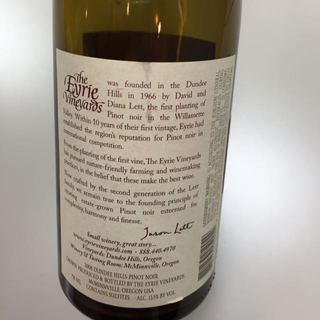 the
Eyrie
Vineyards
was founded in the Dundee
Hills in 1966 by David and
Diana Lett, the first planting of
Pinot noir in the Willamette
Valley. Within 10 years of their first vintage, Eyrie had
established the region's reputation for Pinot noir in
international competition.
From the planting of the first vine, The Eyrie Vineyards
has pursued nature-friendly farming and winemaking
practices, in the belief that these make the best wine.
Now crafted by the second generation of the Lett
family, we remain true to the founding principle of
estate-grown Pinot noir esteemed for
complexity, harmony and finesse.
Jason Lett
Small winery, great story...
www.eyrievineyards.com - 888.440.4970
Vineyards: Dundee Hills, Oregon
Winery & Tasting Room: McMinnville, Oregon
2008 DUNDEE HILLS PINOT NOIR
GROWN, PRODUCED & BOTTLED BY THE EYRIE VINEYARDS
McMINNVILLE, OREGON USA
CONTAINS SULFITES
750 ML
ALC. 13.5% BY VOL.